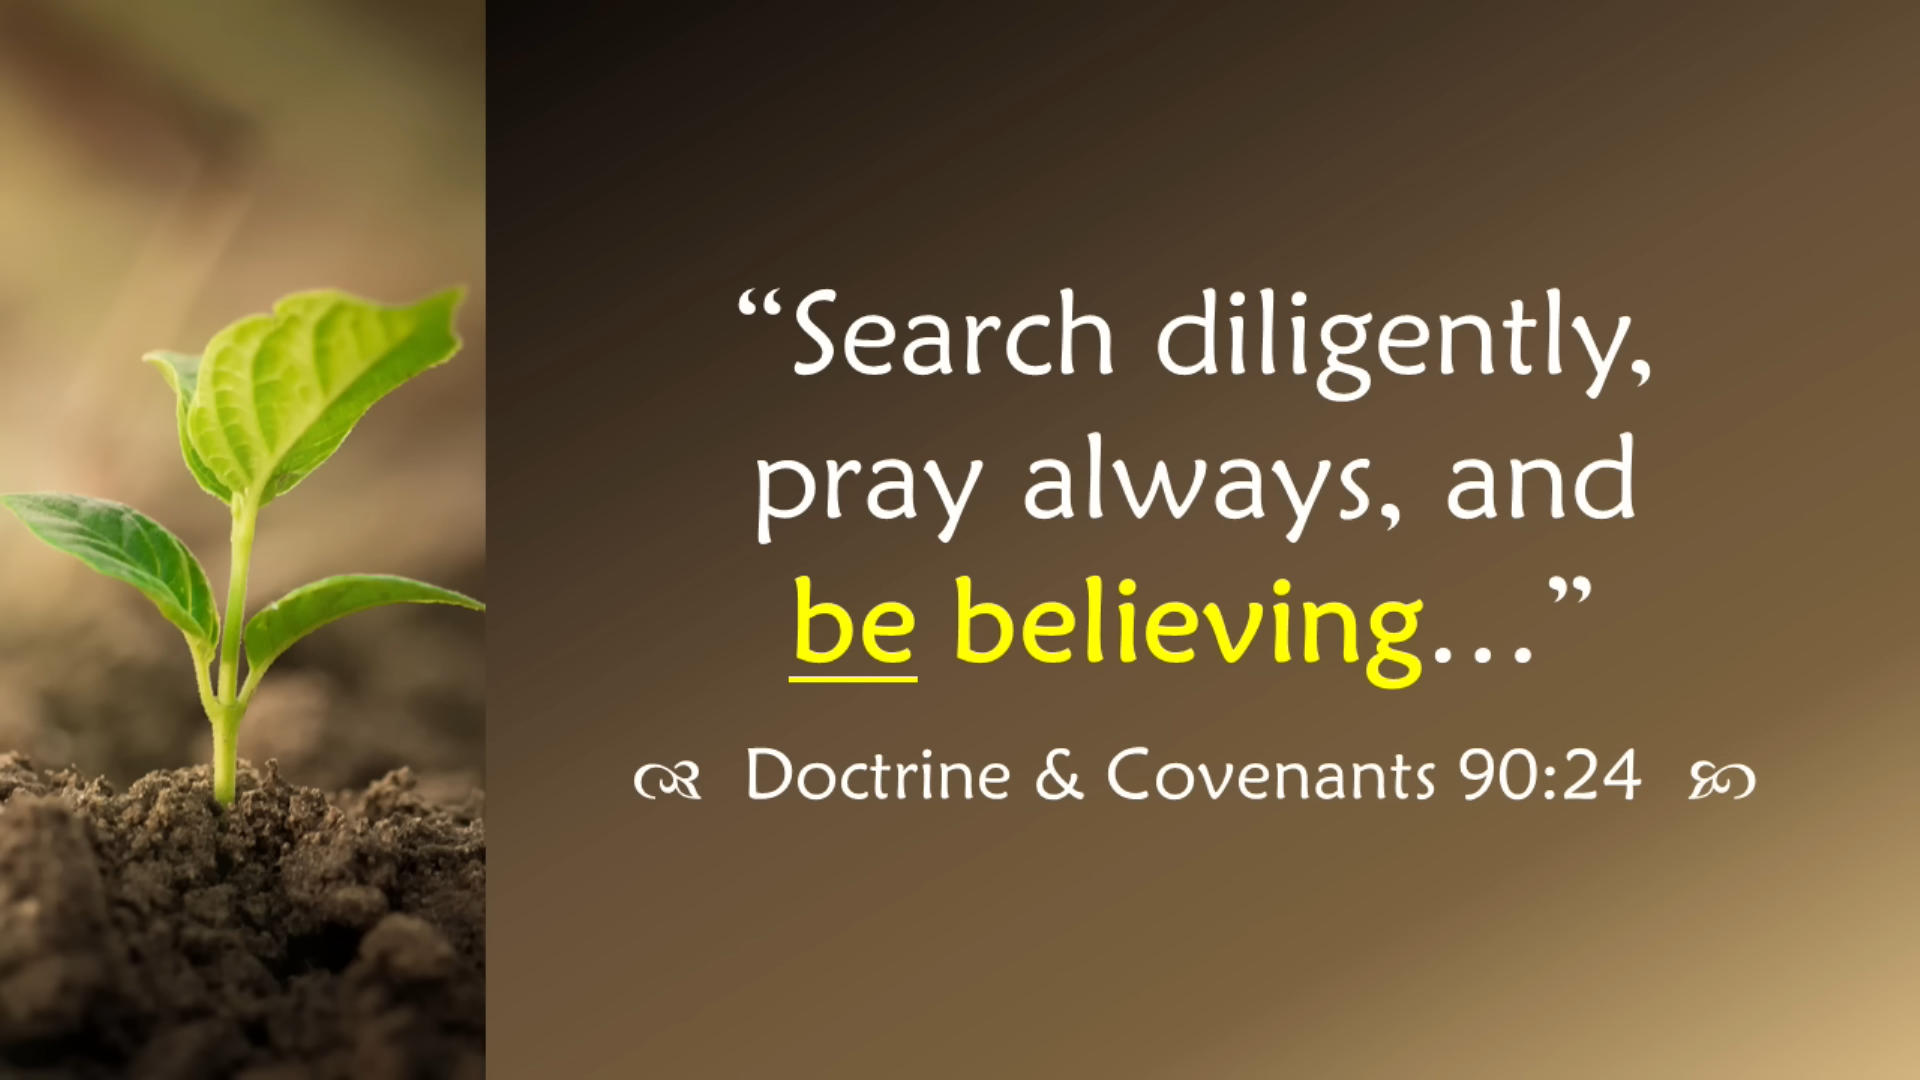 “Search diligently,
pray always, and
be believing…”
Doctrine & Covenants 90:24